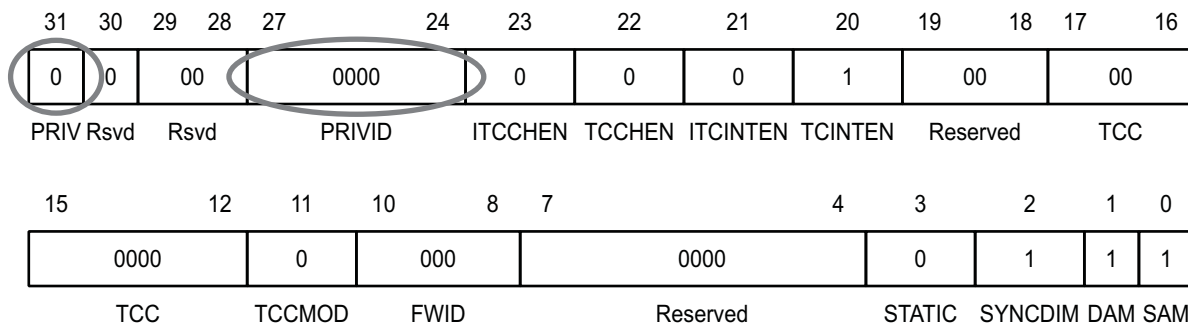 31 30 29 28 27 24 23 22 21 20 19 18 17 16
0 0 00 0000 0 0 0 1 00 00
PRIV Rsvd Rsvd PRIVID ITCCHEN TCCHEN ITCINTEN TCINTEN Reserved TCC
15 12 11 10 8 7 4 3 2 1 0
0000 0 000 0000 0 1 1 1
TCC TCCMOD FWID Reserved STATIC SYNCDIM DAM SAM